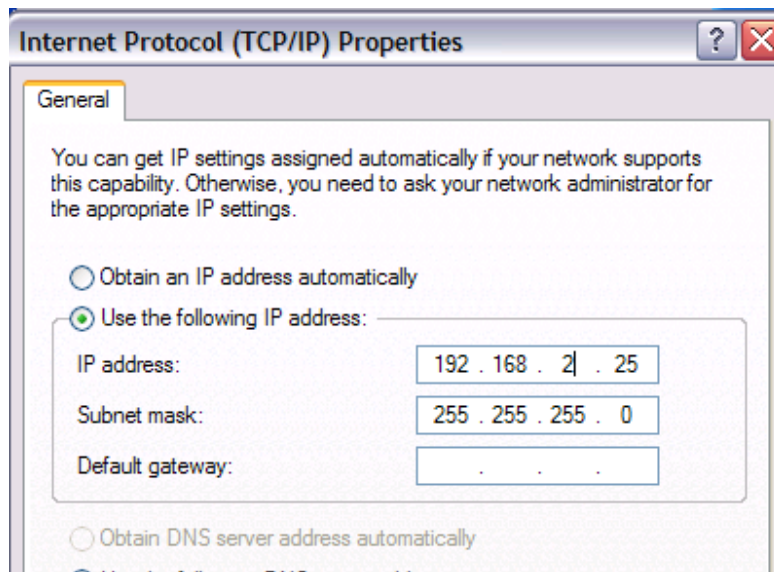 Internet Protocol (TCP/IP) Properties
General
You can get IP settings assigned automatically if your network supports
this capability. Otherwise, you need to ask your network administrator for
the appropriate IP settings.
Obtain an IP address automatically
Use the following IP address:
IP address: 192 . 168 . 2 . 25
Subnet mask: 255 . 255 . 255 . 0
Default gateway: . . .
Obtain DNS server address automatically